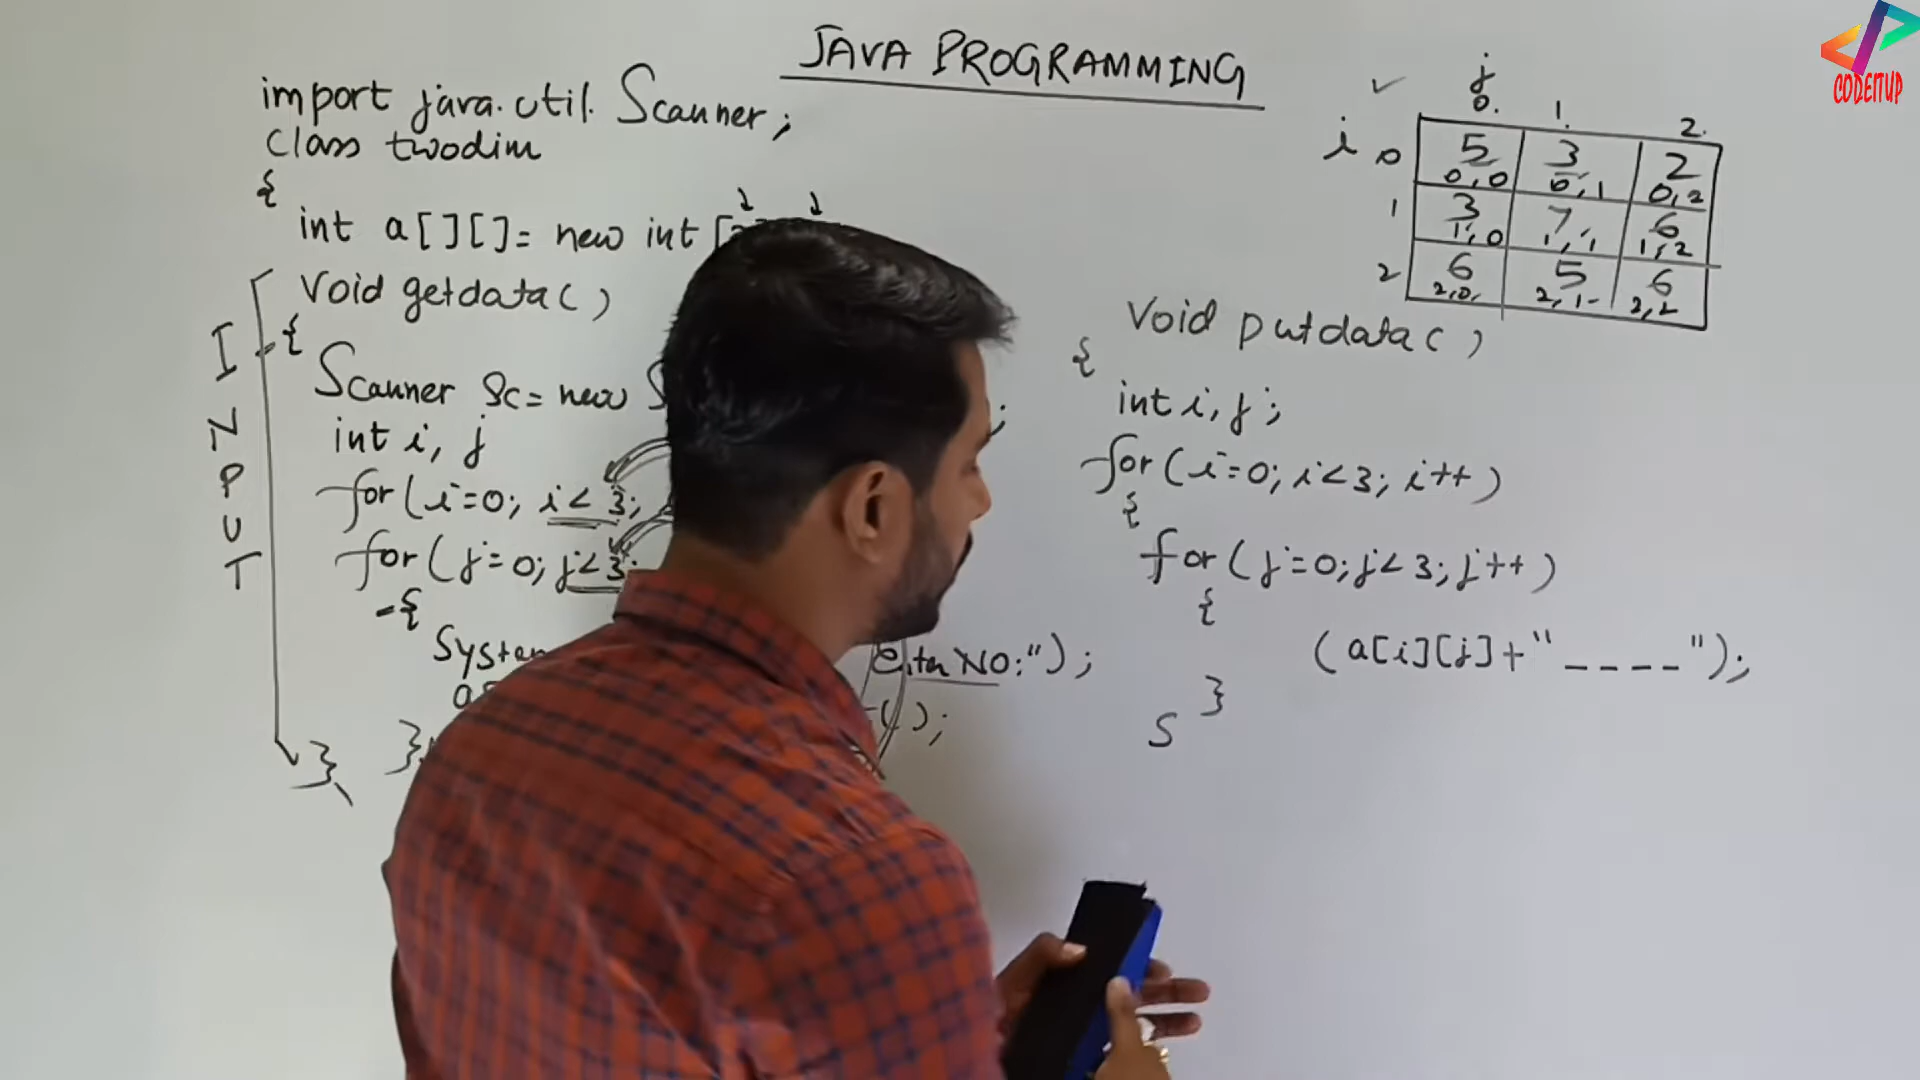 JAVA PROGRAMMING
CODEITUP
import java.util.Scanner;
class twodim
{
int a[][]= new int [
void getdata()
{
Scanner Sc= new S
;
int i, j
for(i=0; i<3;
for(j=0; j<3;
-{
System
Enter NO:");
a
();
}
}
INPUT
j
0. 1. 2.
i 0 5 3 2
0,0 0,1 0,2
1 3 7 6
1,0 1,1 1,2
2 6 5 6
2,0, 2,1- 2,2
void putdata()
{
int i, j;
for(i=0; i<3; i++)
{
for(j=0;j<3;j++)
{
(a[i][j]+"----");
}
S